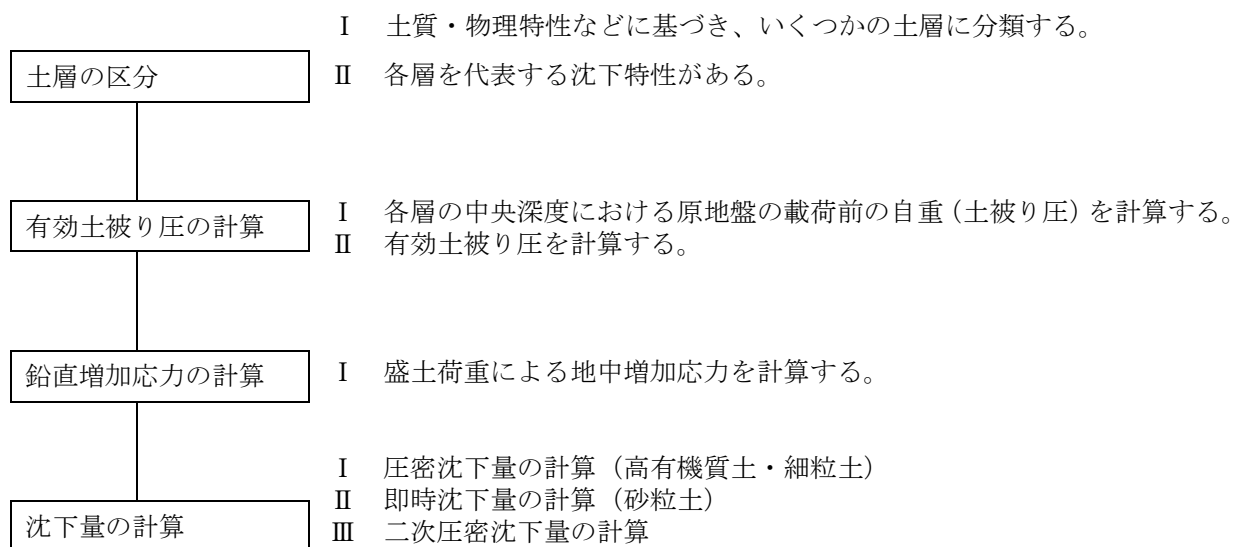 Ⅰ 土質・物理特性などに基づき、いくつかの土層に分類する。
土層の区分
Ⅱ 各層を代表する沈下特性がある。
有効土被り圧の計算
Ⅰ 各層の中央深度における原地盤の載荷前の自重(土被り圧)を計算する。
Ⅱ 有効土被り圧を計算する。
鉛直増加応力の計算
Ⅰ 盛土荷重による地中増加応力を計算する。
Ⅰ 圧密沈下量の計算(高有機質土・細粒土)
Ⅱ 即時沈下量の計算(砂粒土)
沈下量の計算
Ⅲ 二次圧密沈下量の計算